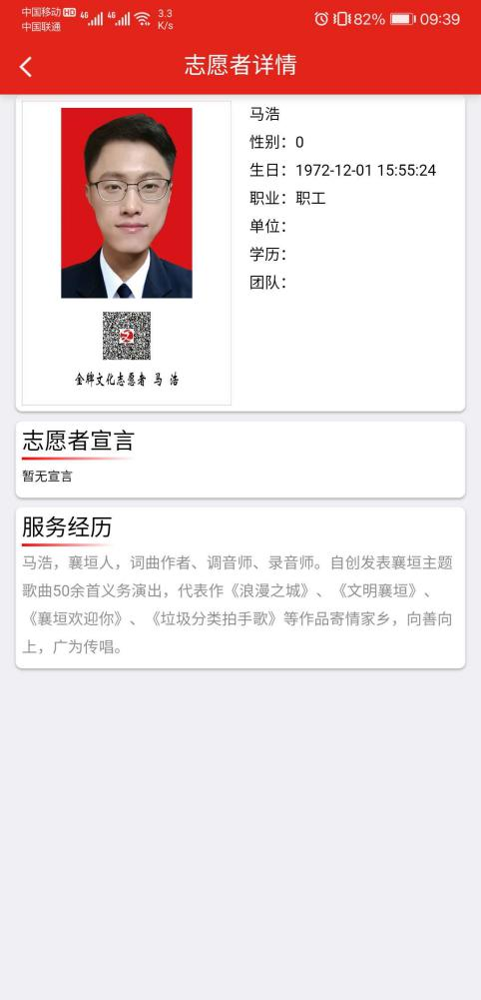 中国移动 HD 4G 4G 3.3 K/s 82% 09:39
中国联通
志愿者详情
马浩
性别：0
生日：1972-12-01 15:55:24
职业：职工
单位：
学历：
团队：
金牌文化志愿者 马 浩
志愿者宣言
暂无宣言
服务经历
马浩，襄垣人，词曲作者、调音师、录音师。自创发表襄垣主题
歌曲50余首义务演出，代表作《浪漫之城》、《文明襄垣》、
《襄垣欢迎你》、《垃圾分类拍手歌》等作品寄情家乡，向善向
上，广为传唱。